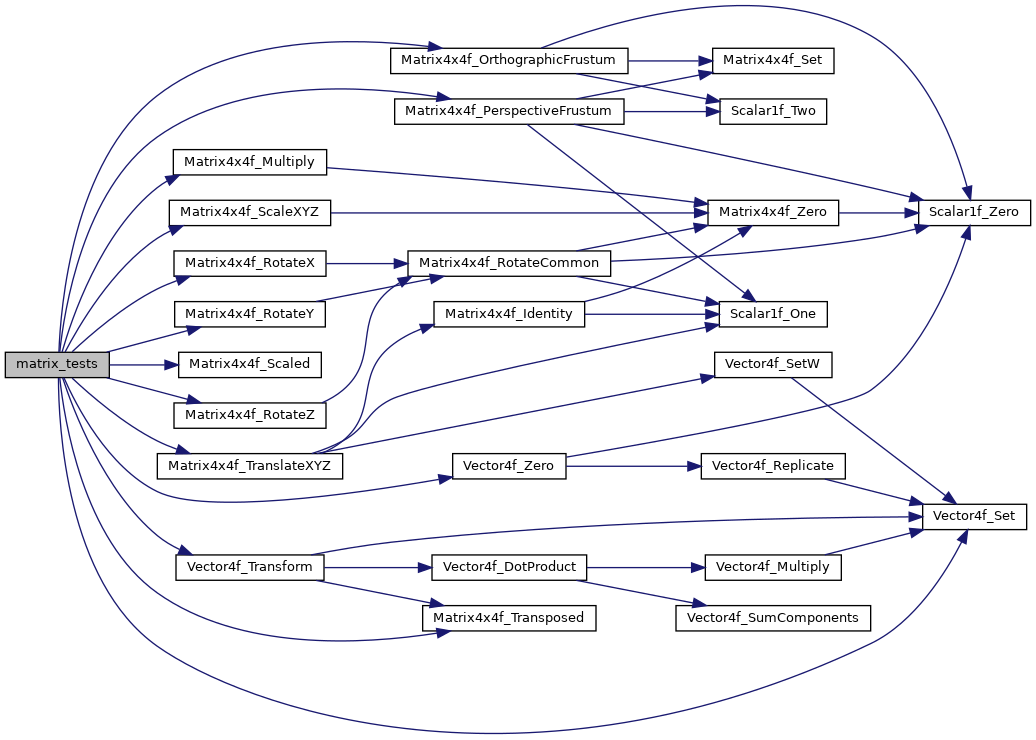 Matrix4x4f_OrthographicFrustum
Matrix4x4f_Set
Matrix4x4f_PerspectiveFrustum
Scalar1f_Two
Matrix4x4f_Multiply
Matrix4x4f_ScaleXYZ
Matrix4x4f_Zero
Scalar1f_Zero
Matrix4x4f_RotateX
Matrix4x4f_RotateCommon
Matrix4x4f_RotateY
Matrix4x4f_Identity
Scalar1f_One
matrix_tests
Matrix4x4f_Scaled
Vector4f_SetW
Matrix4x4f_RotateZ
Matrix4x4f_TranslateXYZ
Vector4f_Zero
Vector4f_Replicate
Vector4f_Set
Vector4f_Transform
Vector4f_DotProduct
Vector4f_Multiply
Matrix4x4f_Transposed
Vector4f_SumComponents